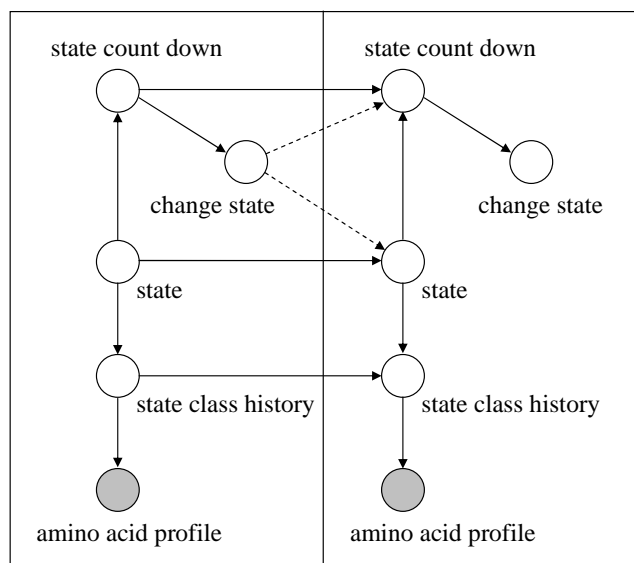 state count down
state count down
change state
change state
state
state
state class history
state class history
amino acid profile
amino acid profile